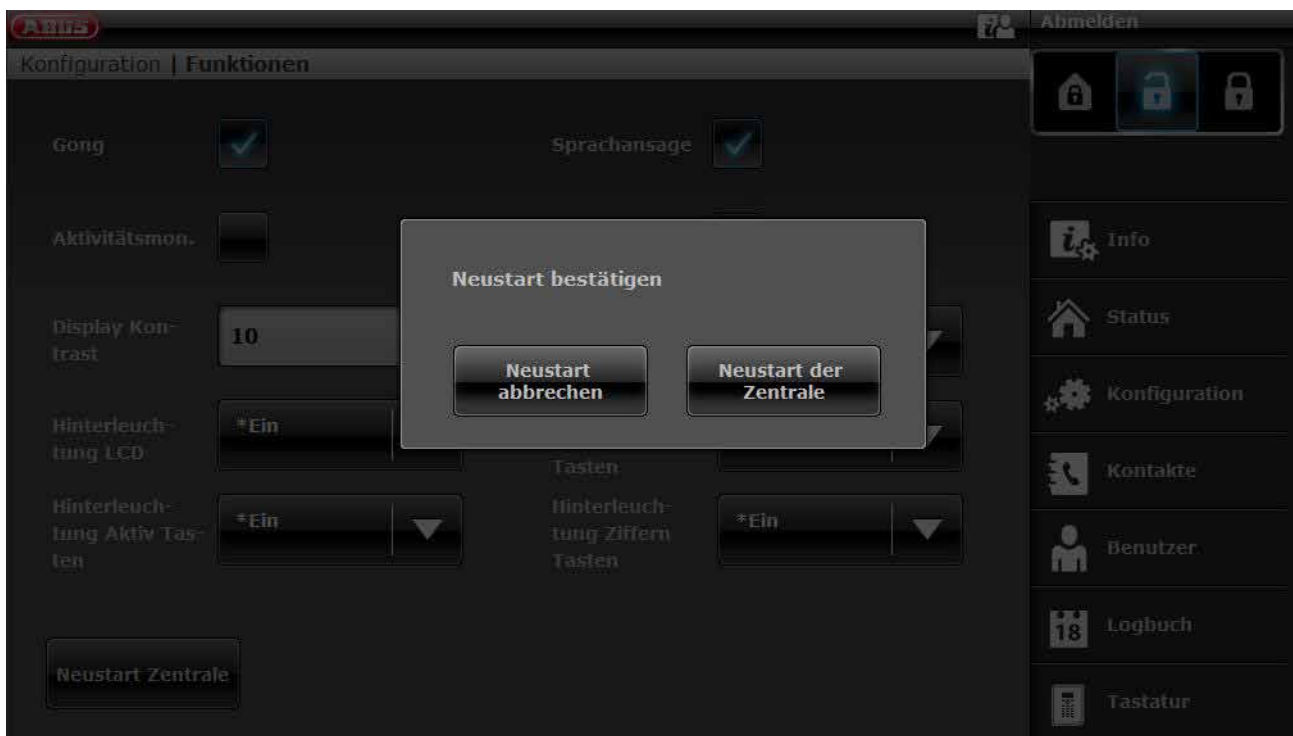 ABUS
Abmelden
Konfiguration | Funktionen
Gong
Sprachansage
Aktivitätsmon.
Neustart bestätigen
Neustart
abbrechen
Neustart der
Zentrale
Display Kon-
trast
10
Hinterleuch-
tung LCD
*Ein
Tasten
Hinterleuch-
tung Aktiv Tas-
ten
*Ein
Hinterleuch-
tung Ziffern
Tasten
*Ein
Neustart Zentrale
Info
Status
Konfiguration
Kontakte
Benutzer
18
Logbuch
Tastatur